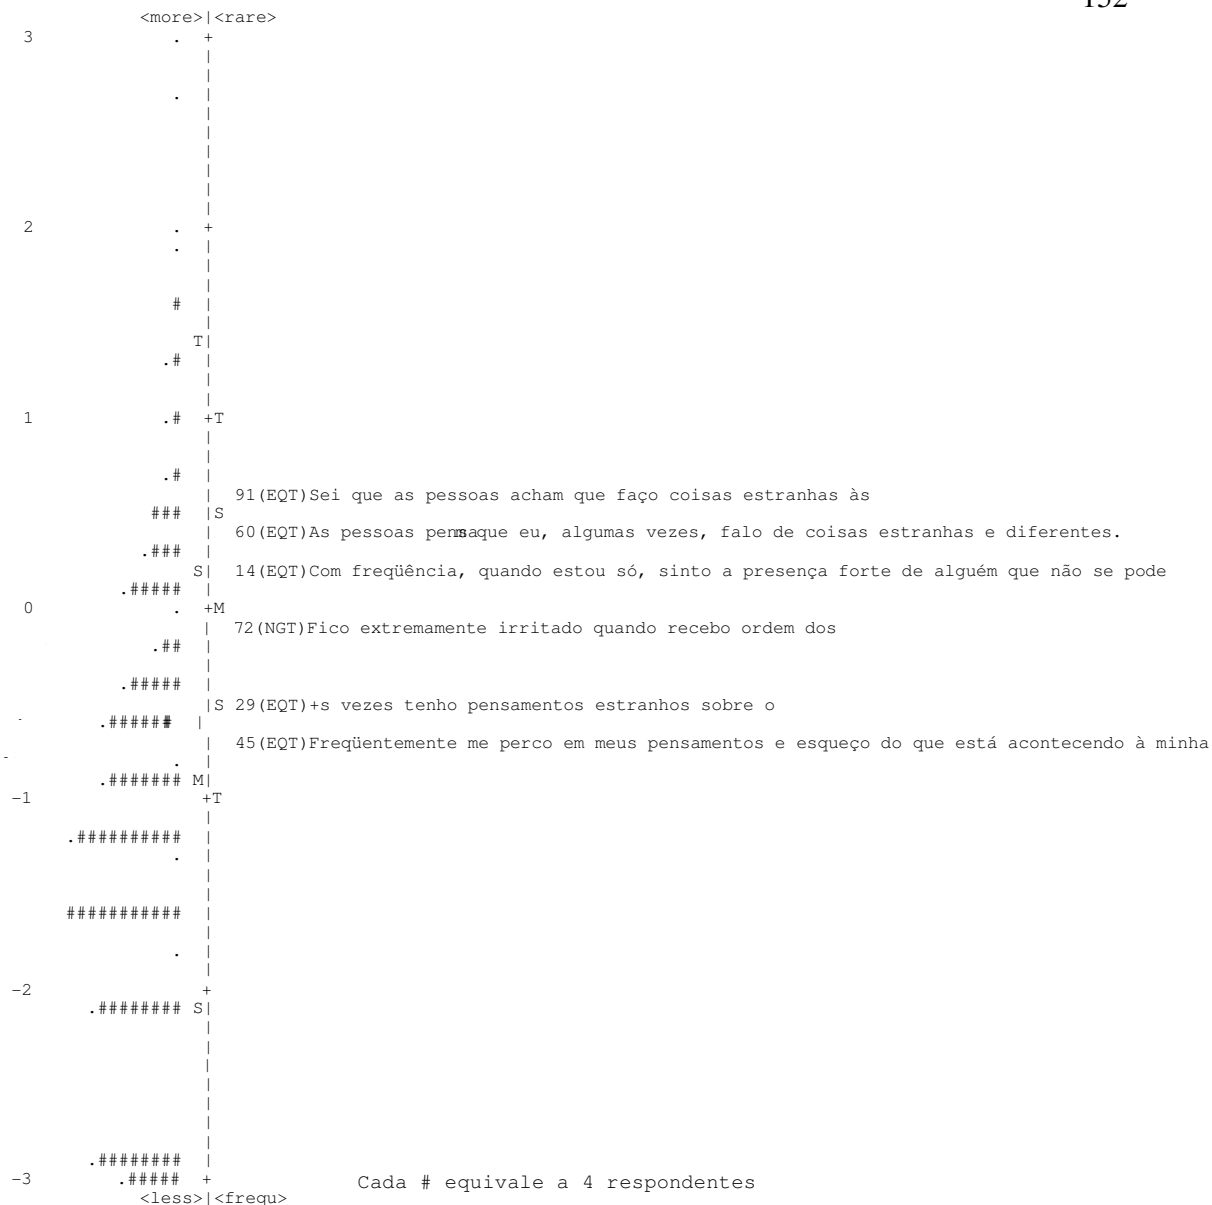 152
<more>|<rare>
3 . +
|
|
. |
|
|
|
|
|
|
2 . +
. |
|
|
# |
|
T|
.# |
|
|
1 .# +T
|
|
.# |
| 91(EQT)Sei que as pessoas acham que faço coisas estranhas às
### |S
| 60(EQT)As pessoas pensaque eu, algumas vezes, falo de coisas estranhas e diferentes.
.### |
S| 14(EQT)Com freqüência, quando estou só, sinto a presença forte de alguém que não se pode
.##### |
0 . +M
| 72(NGT)Fico extremamente irritado quando recebo ordem dos
.## |
|
.##### |
|S 29(EQT)+s vezes tenho pensamentos estranhos sobre o
.###### |
| 45(EQT)Freqüentemente me perco em meus pensamentos e esqueço do que está acontecendo à minha
. |
.####### M|
-1 +T
|
.########## |
. |
|
|
########### |
|
. |
|
-2 +
.######## S|
|
|
|
|
|
|
|
.######## |
-3 .##### + Cada # equivale a 4 respondentes
<less>|<frequ>